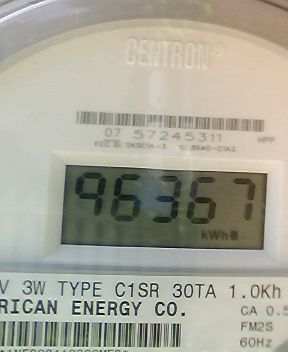 CENTRON®
07 57245311
HPP
96367
kWh
V 3W TYPE C1SR 30TA 1.0Kh
RICAN ENERGY CO.
CA 0.5
FM2S
60Hz